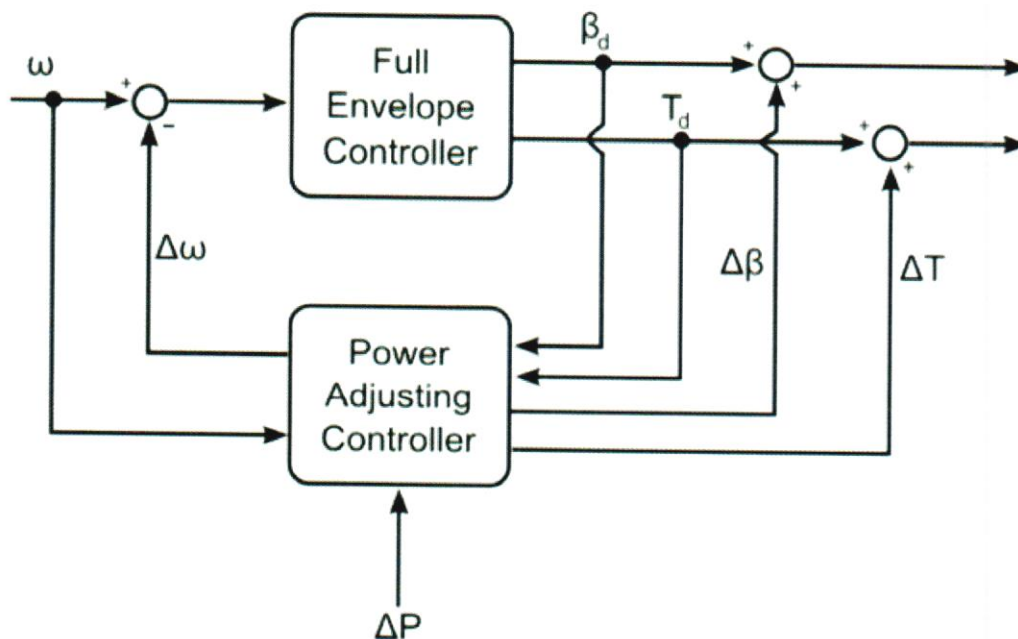 ω
+
−
Full
Envelope
Controller
β_d
T_d
+
+
+
+
Δω
Δβ
ΔT
Power
Adjusting
Controller
ΔP